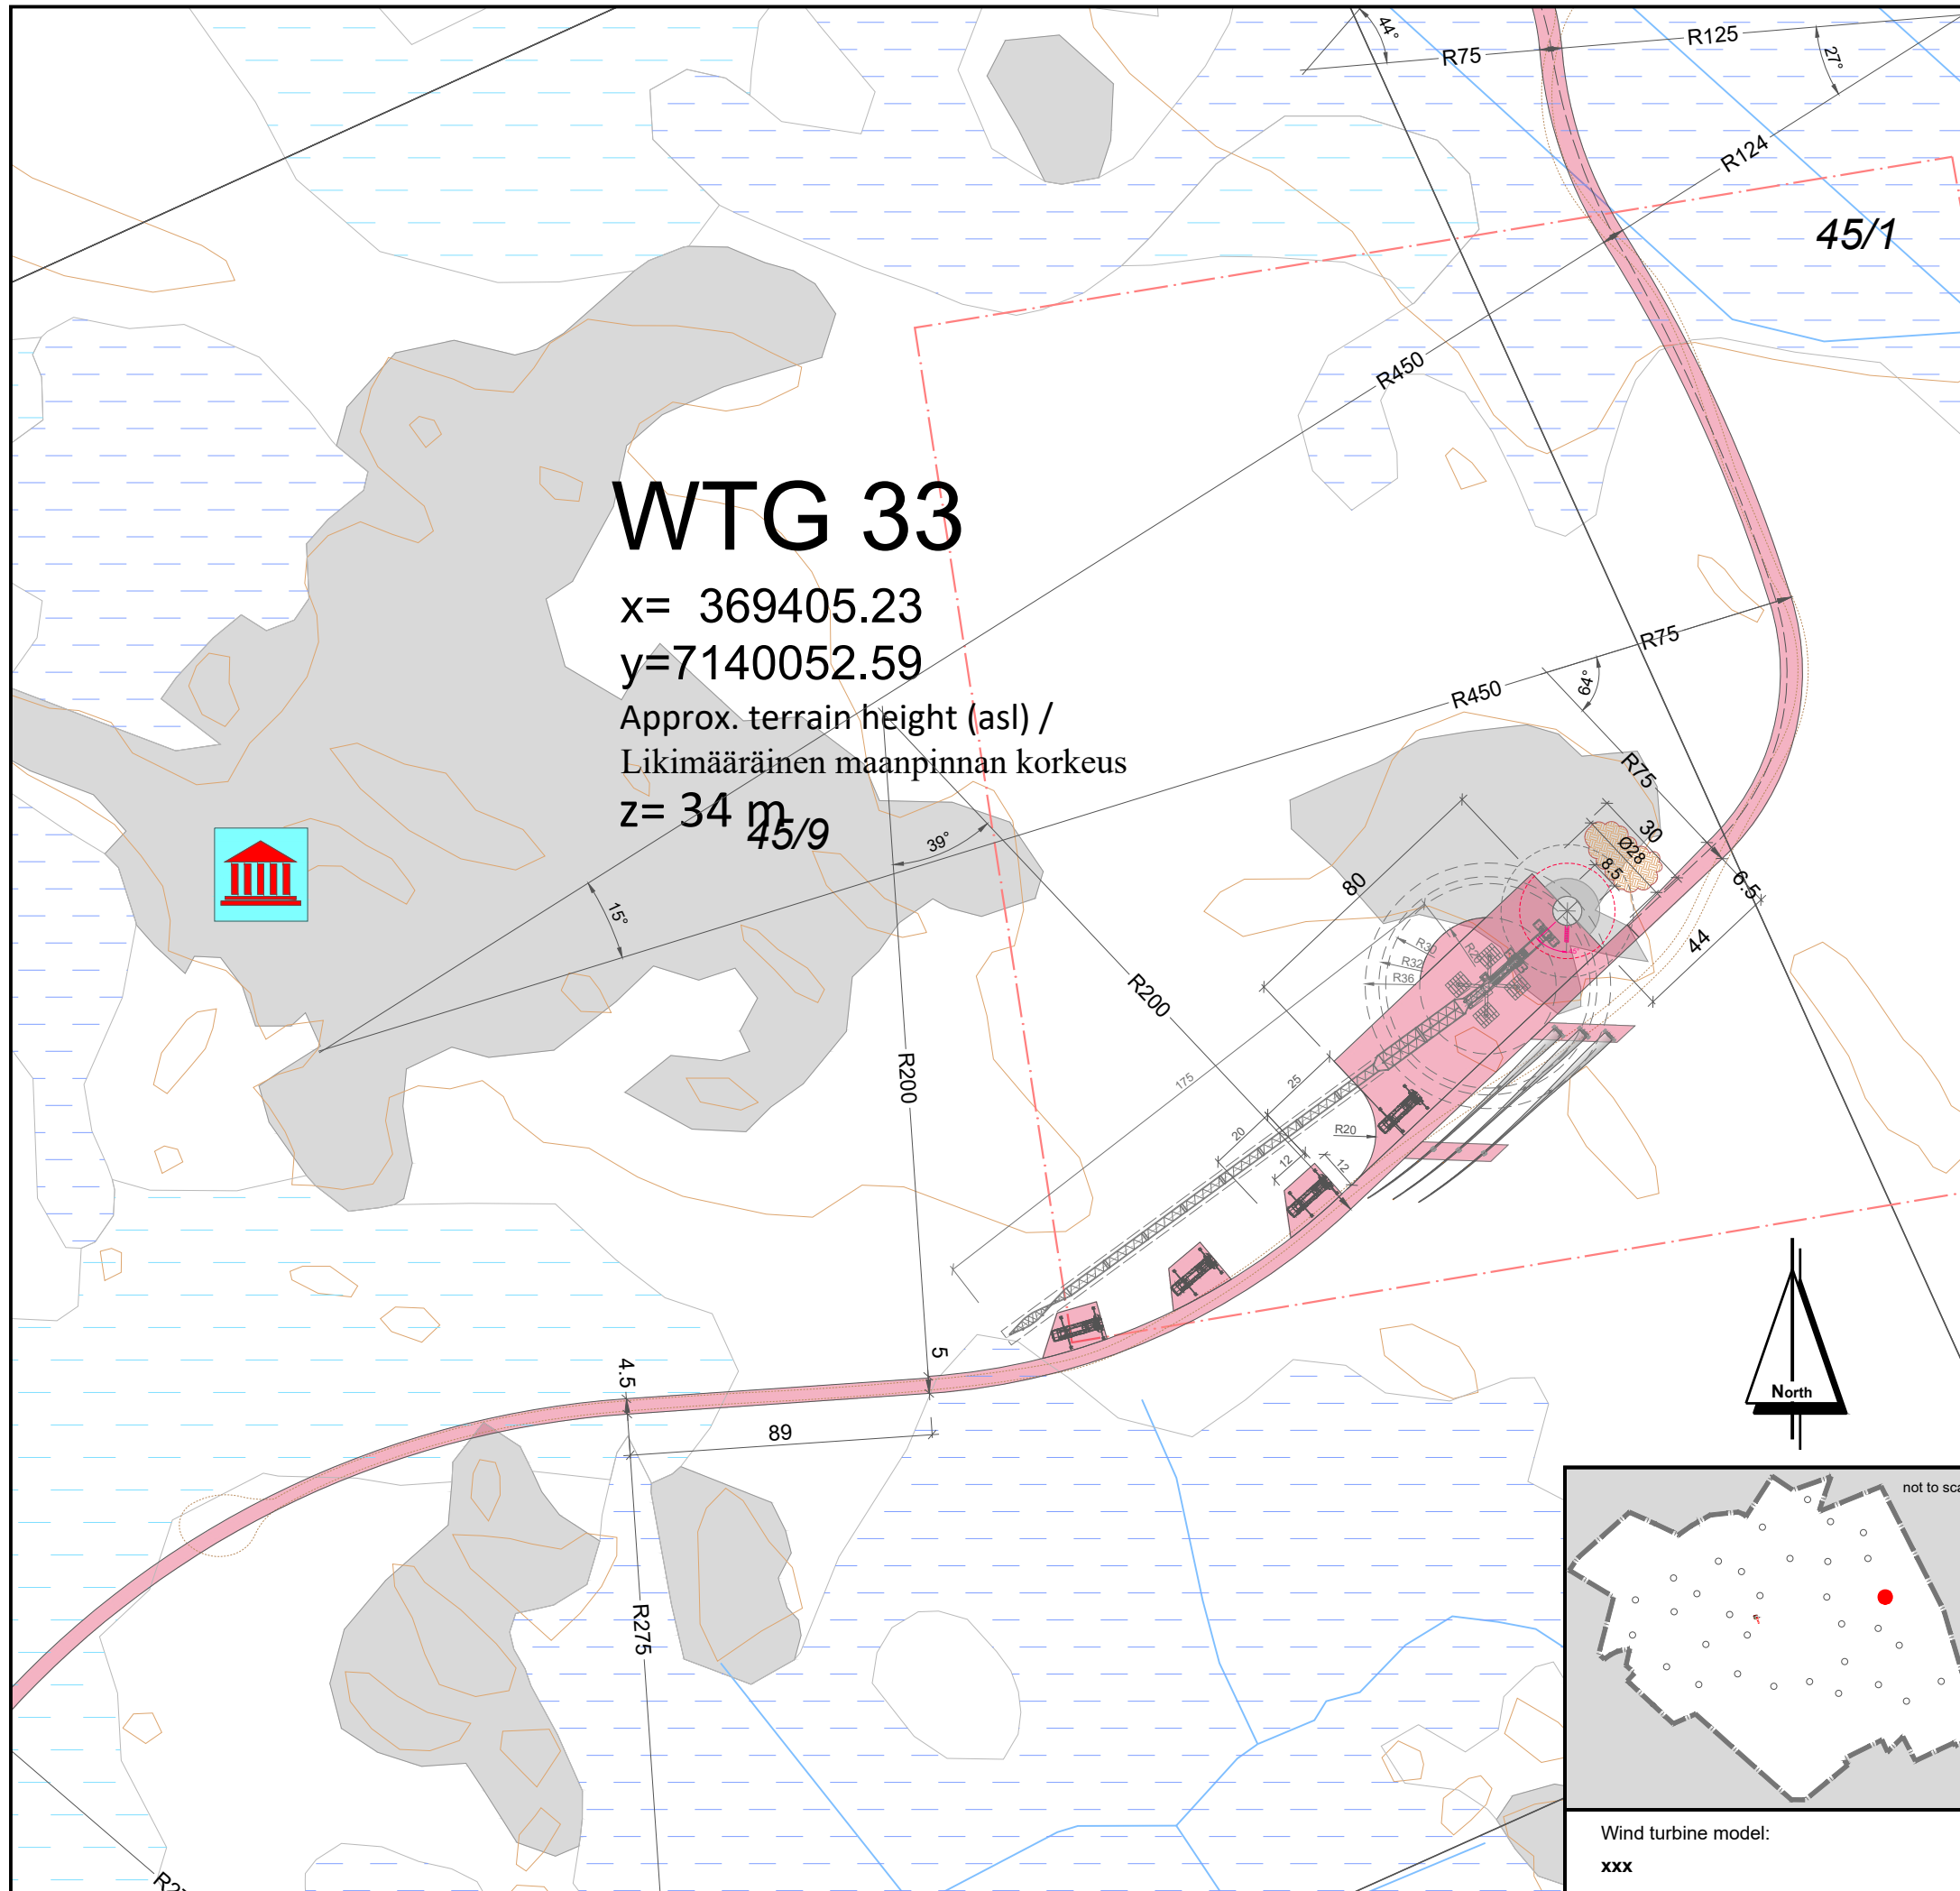 44°
R75
R125
27°
R124
45/1
R450
WTG 33
x= 369405.23
y=7140052.59
Approx. terrain height (asl) /
Likimääräinen maanpinnan korkeus
z= 34 m
45/9
R75
R450
64°
R75
30
Ø28
8.5
6.5
44
80
39°
15°
R30
R32
R36
R200
R200
175
25
20
R20
12
12
5
4.5
89
R275
North
not to sca
Wind turbine model:
xxx